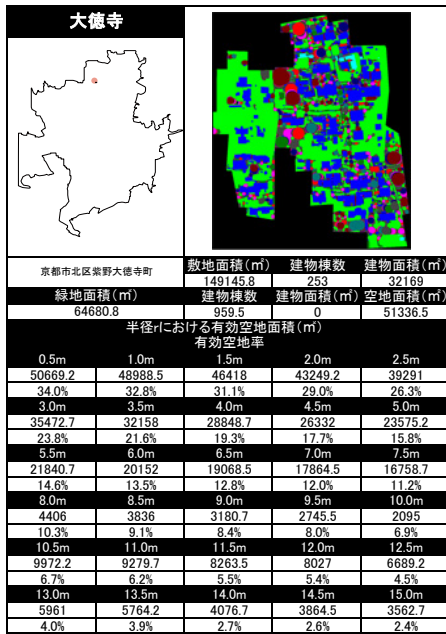 大徳寺
京都市北区紫野大徳寺町
敷地面積(㎡) 建物棟数 建物面積(㎡)
149145.8 253 32169
緑地面積(㎡) 建物棟数 建物面積(㎡) 空地面積(㎡)
64680.8 959.5 0 51336.5
半径rにおける有効空地面積(㎡)
有効空地率
0.5m 1.0m 1.5m 2.0m 2.5m
50669.2 48988.5 46418 43249.2 39291
34.0% 32.8% 31.1% 29.0% 26.3%
3.0m 3.5m 4.0m 4.5m 5.0m
35472.7 32158 28848.7 26332 23575.2
23.8% 21.6% 19.3% 17.7% 15.8%
5.5m 6.0m 6.5m 7.0m 7.5m
21840.7 20152 19068.5 17864.5 16758.7
14.6% 13.5% 12.8% 12.0% 11.2%
8.0m 8.5m 9.0m 9.5m 10.0m
4406 3836 3180.7 2745.5 2095
10.3% 9.1% 8.4% 8.0% 6.9%
10.5m 11.0m 11.5m 12.0m 12.5m
9972.2 9279.7 8263.5 8027 6689.2
6.7% 6.2% 5.5% 5.4% 4.5%
13.0m 13.5m 14.0m 14.5m 15.0m
5961 5764.2 4076.7 3864.5 3562.7
4.0% 3.9% 2.7% 2.6% 2.4%